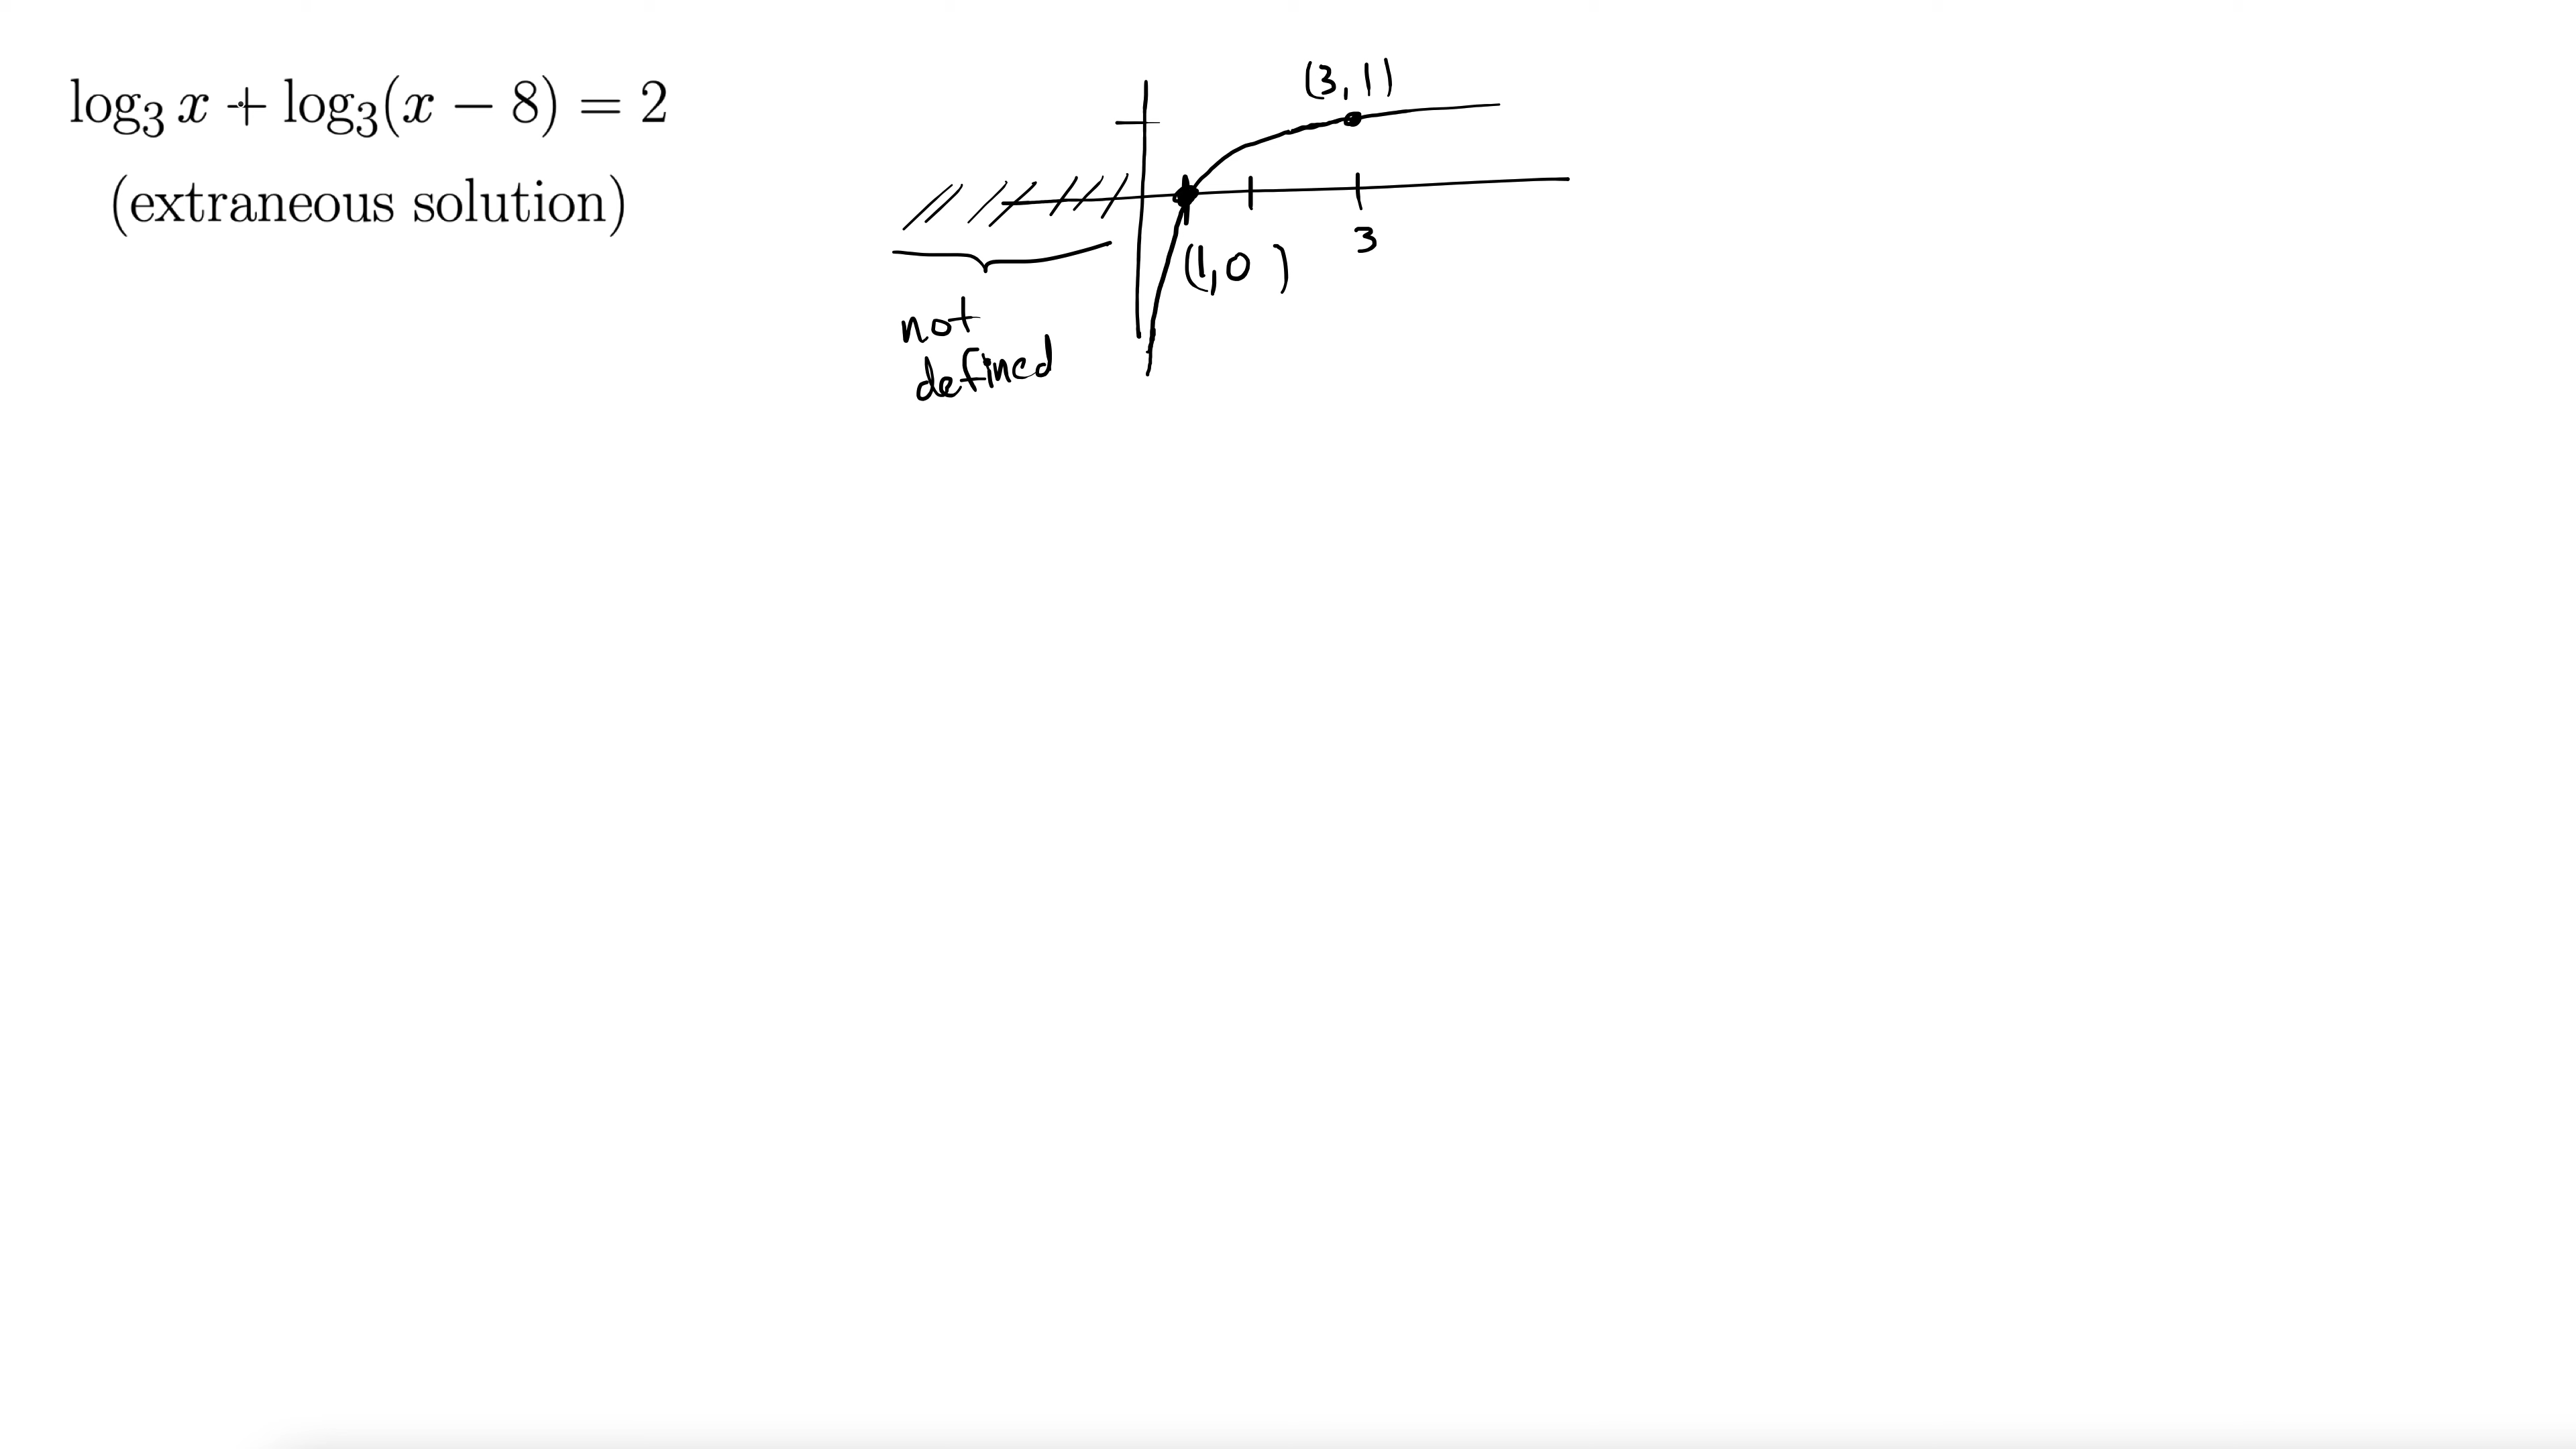 log₃ x + log₃(x − 8) = 2
(extraneous solution)
(3, 1)
3
(1, 0 )
not
defined